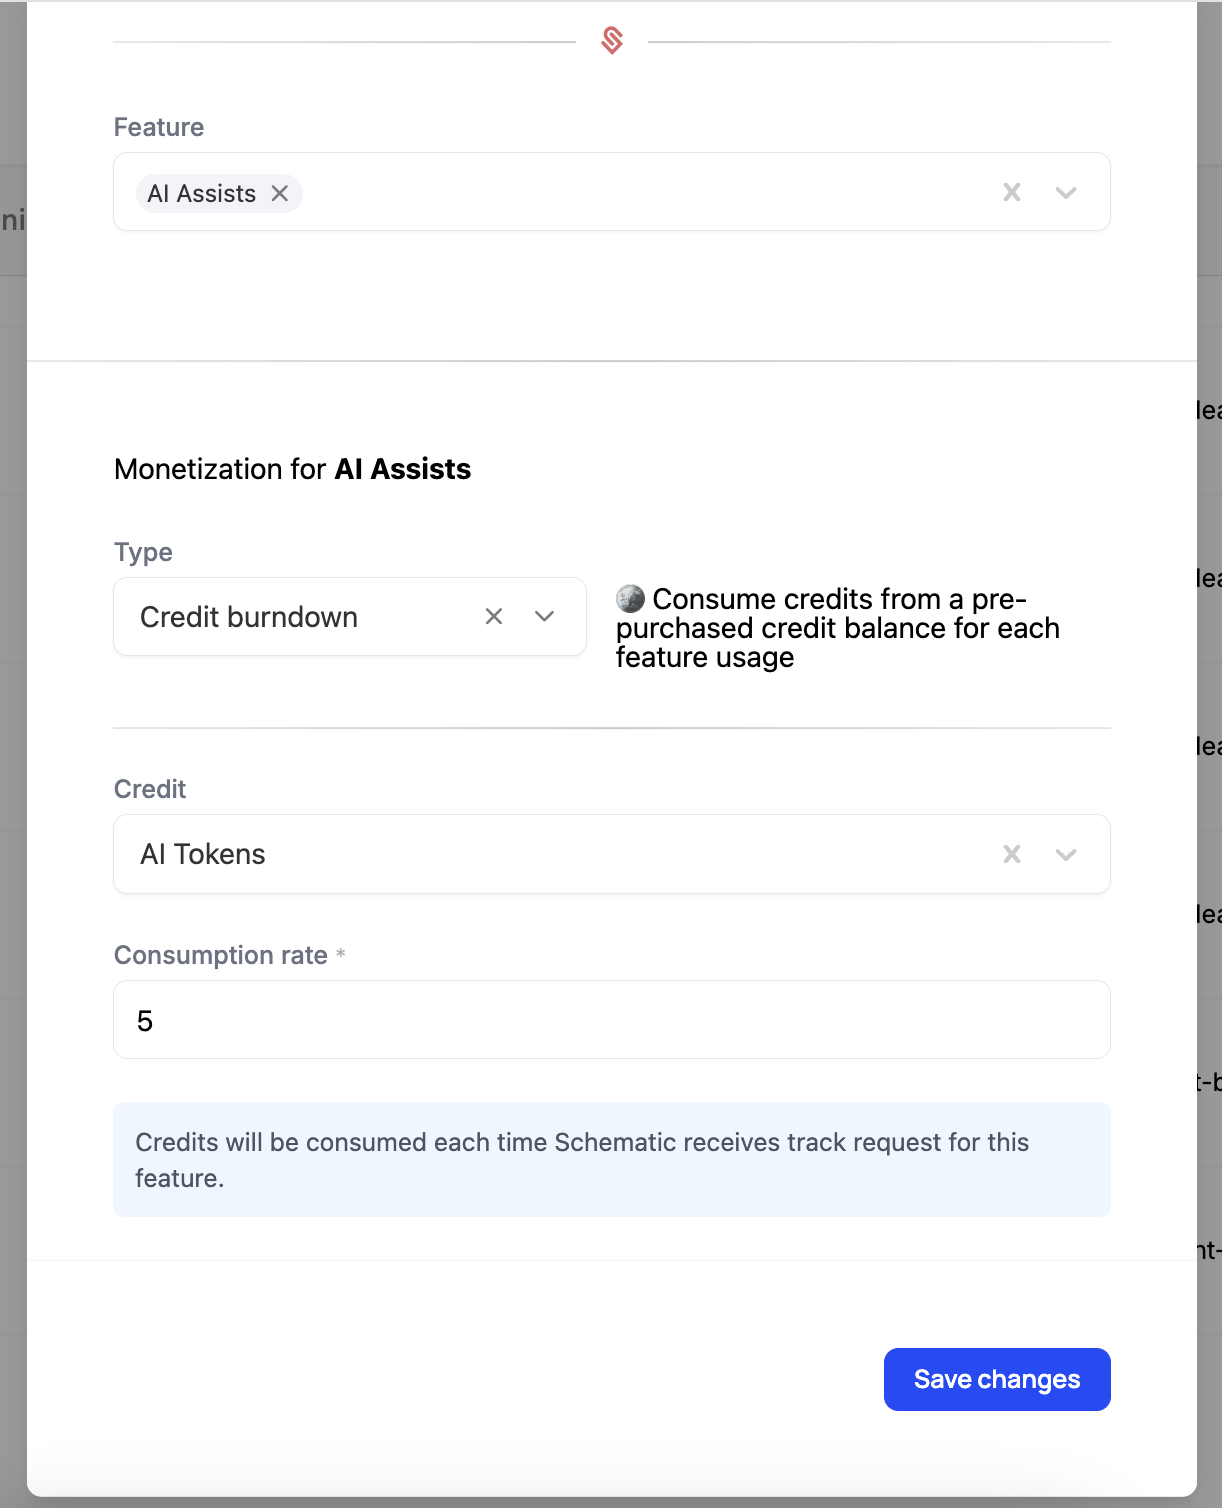 Feature
AI Assists
Monetization for AI Assists
Type
Credit burndown
Consume credits from a pre-
purchased credit balance for each
feature usage
Credit
AI Tokens
Consumption rate *
5
Credits will be consumed each time Schematic receives track request for this
feature.
Save changes